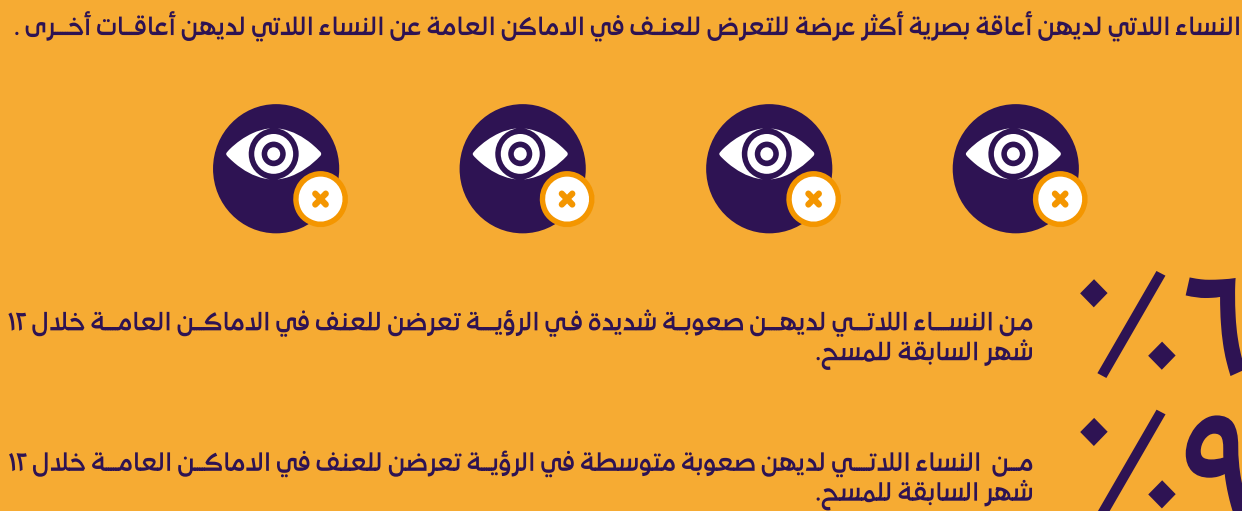 النساء اللاتي لديهن أعاقة بصرية أكثر عرضة للتعرض للعنف في الاماكن العامة عن النساء اللاتي لديهن أعاقات أخرى .
٦٪
من النساء اللاتي لديهن صعوبة شديدة في الرؤية تعرضن للعنف في الاماكن العامة خلال ١٢
شهر السابقة للمسح.
٩٪
من النساء اللاتي لديهن صعوبة متوسطة في الرؤية تعرضن للعنف في الاماكن العامة خلال ١٢
شهر السابقة للمسح.